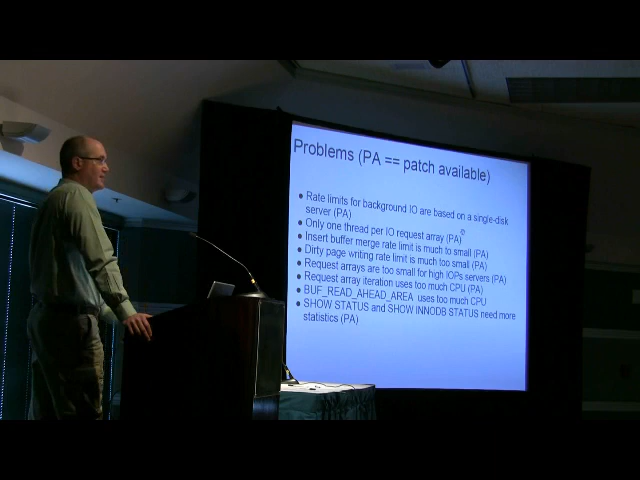 Problems (PA == patch available)
● Rate limits for background IO are based on a single-disk
server (PA)
● Only one thread per IO request array (PA)
● Insert buffer merge rate limit is much to small (PA)
● Dirty page writing rate limit is much too small (PA)
● Request arrays are too small for high IOPs servers (PA)
● Request array iteration uses too much CPU (PA)
● BUF_READ_AHEAD_AREA uses too much CPU
● SHOW STATUS and SHOW INNODB STATUS need more
statistics (PA)